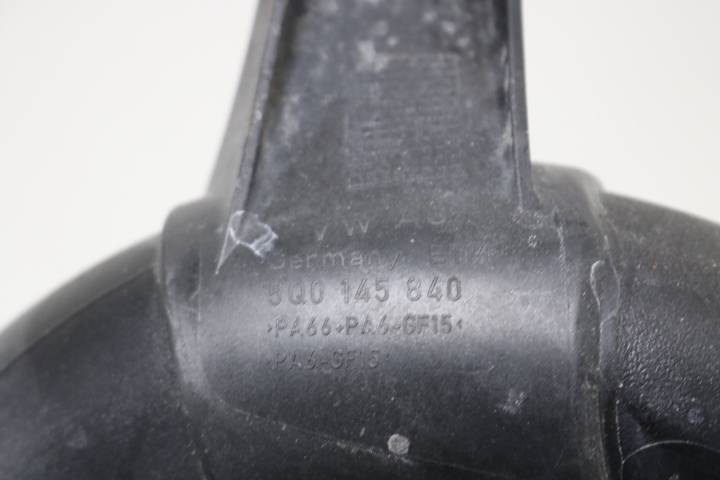 VW AG
Germany
5Q0 145 840
>PA66+PA6-GF15<
>PA6-GF15<